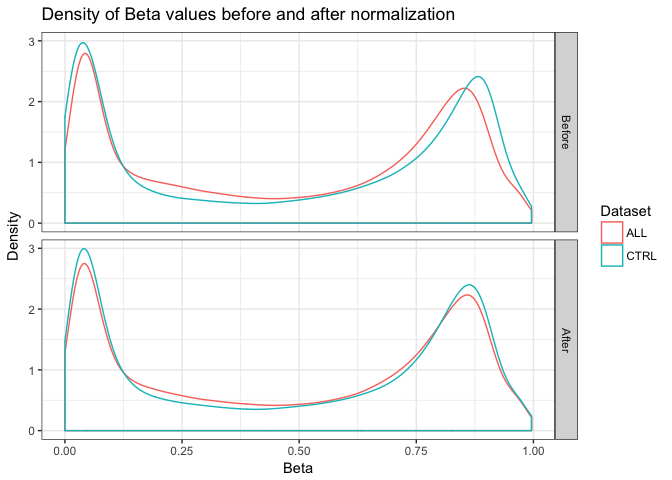 Density of Beta values before and after normalization
Density
3
2
1
0
Before
3
2
1
0
After
0.00
0.25
0.50
0.75
1.00
Beta
Dataset
ALL
CTRL